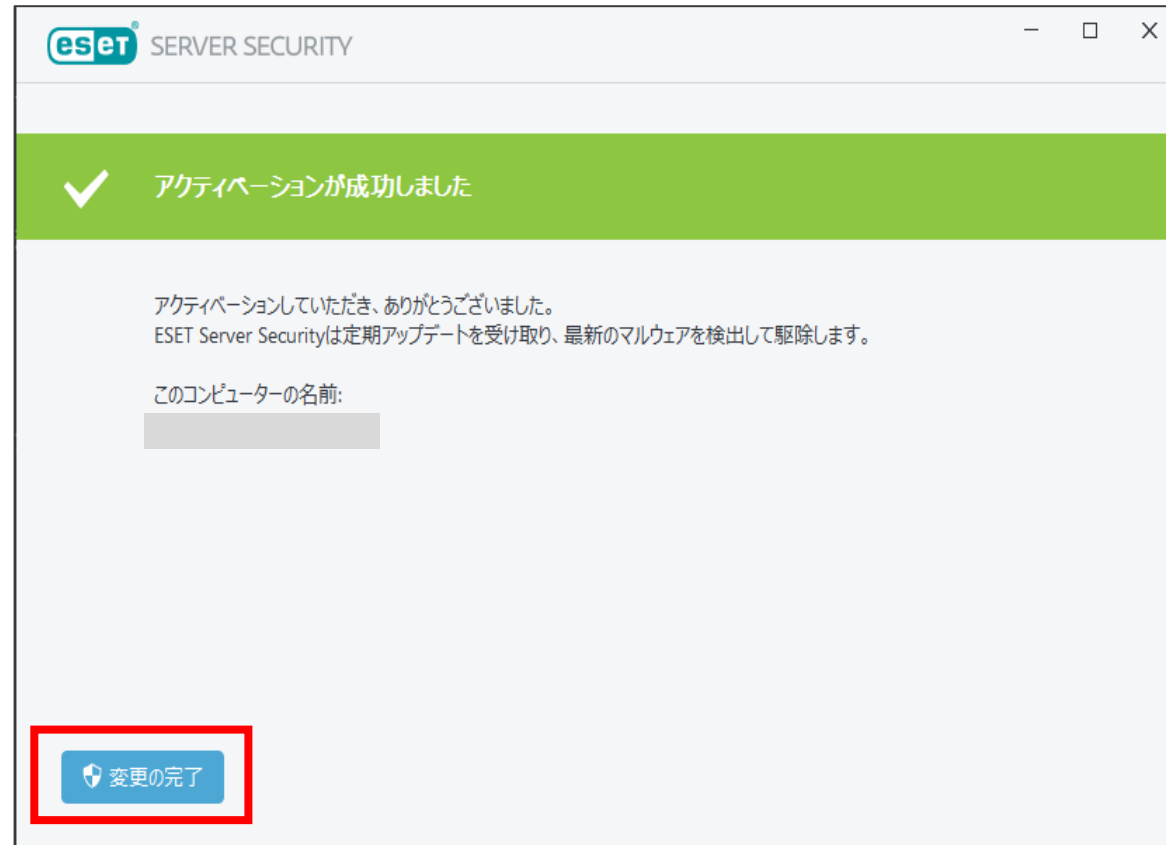 eseT® SERVER SECURITY
アクティベーションが成功しました
アクティベーションしていただき、ありがとうございました。
ESET Server Securityは定期アップデートを受け取り、最新のマルウェアを検出して駆除します。
このコンピューターの名前:
変更の完了